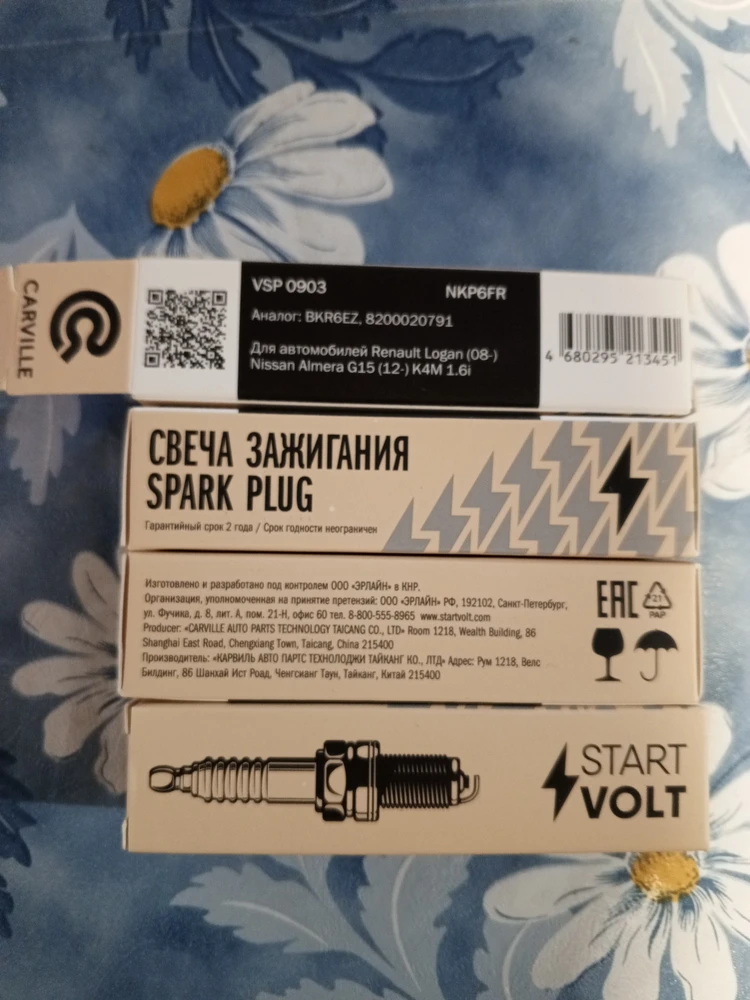 CARVILLE
VSP 0903 NKP6FR
Аналог: BKR6EZ, 8200020791
Для автомобилей Renault Logan (08-)
Nissan Almera G15 (12-) K4M 1.6i
4 680295 213451
СВЕЧА ЗАЖИГАНИЯ
SPARK PLUG
Гарантийный срок 2 года / Срок годности неограничен
Изготовлено и разработано под контролем ООО «ЭРЛАЙН» в КНР.
Организация, уполномоченная на принятие претензий: ООО «ЭРЛАЙН» РФ, 192102, Санкт-Петербург,
ул. Фучика, д. 8, лит. А, пом. 21-Н, офис 60 тел. 8-800-555-8965 www.startvolt.com
Producer: «CARVILLE AUTO PARTS TECHNOLOGY TAICANG CO., LTD» Room 1218, Wealth Building, 86
Shanghai East Road, Chengxiang Town, Taicang, China 215400
Производитель: «КАРВИЛЬ АВТО ПАРТС ТЕХНОЛОДЖИ ТАЙКАНГ КО., ЛТД» Адрес: Рум 1218, Велс
Билдинг, 86 Шанхай Ист Роад, Ченгсианг Таун, Тайканг, Китай 215400
EAC
21
PAP
START
VOLT